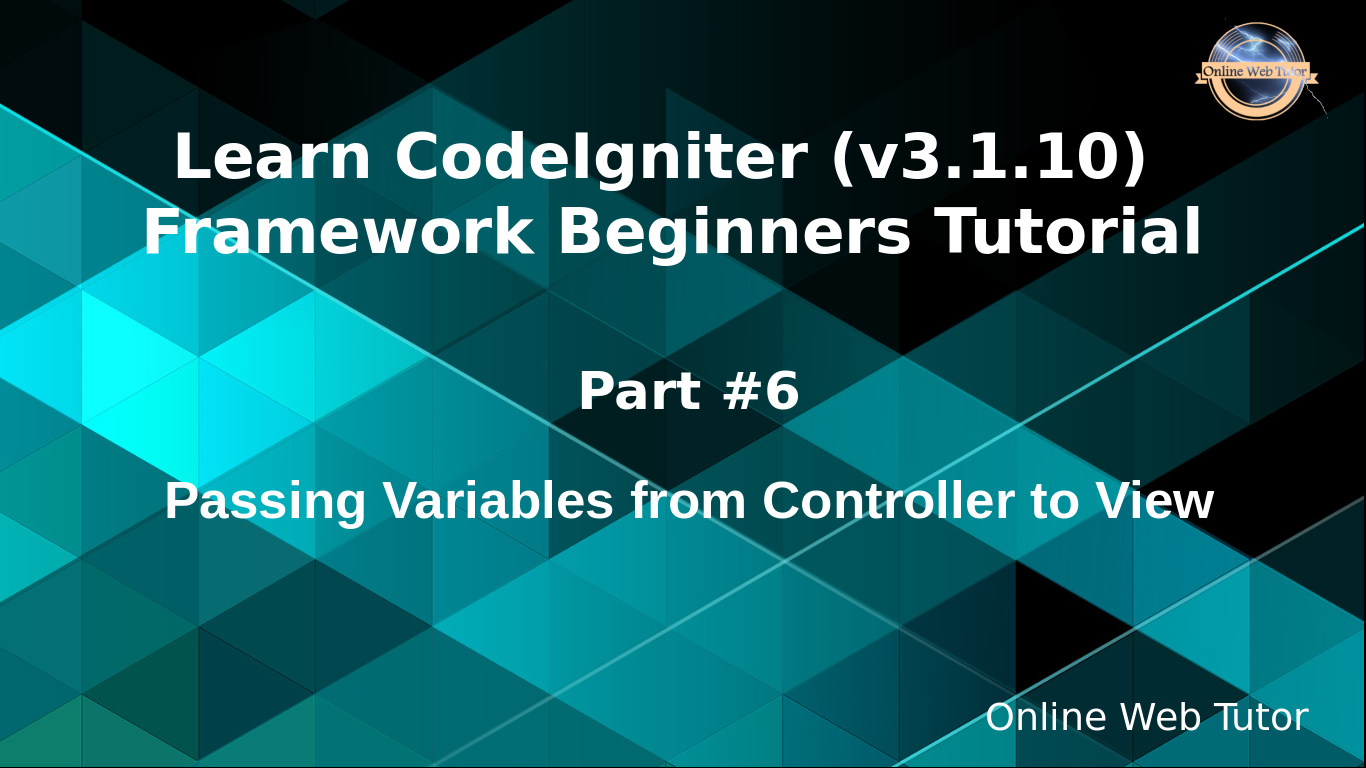 Online Web Tutor
Learn CodeIgniter (v3.1.10)
Framework Beginners Tutorial
Part #6
Passing Variables from Controller to View
Online Web Tutor